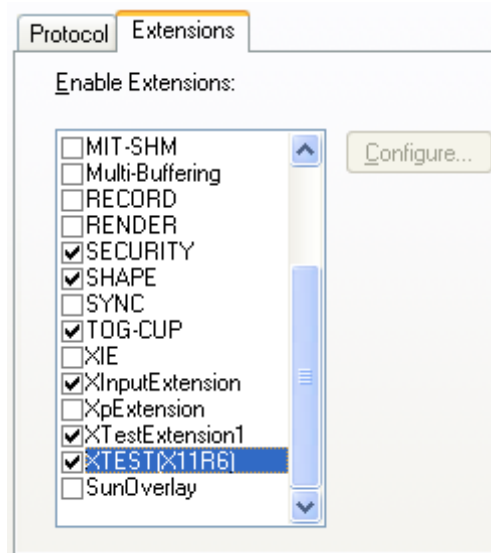 Protocol Extensions
Enable Extensions:
MIT-SHM
Configure...
Multi-Buffering
RECORD
RENDER
SECURITY
SHAPE
SYNC
TOG-CUP
XIE
XInputExtension
XpExtension
XTestExtension1
XTEST(X11R6)
SunOverlay